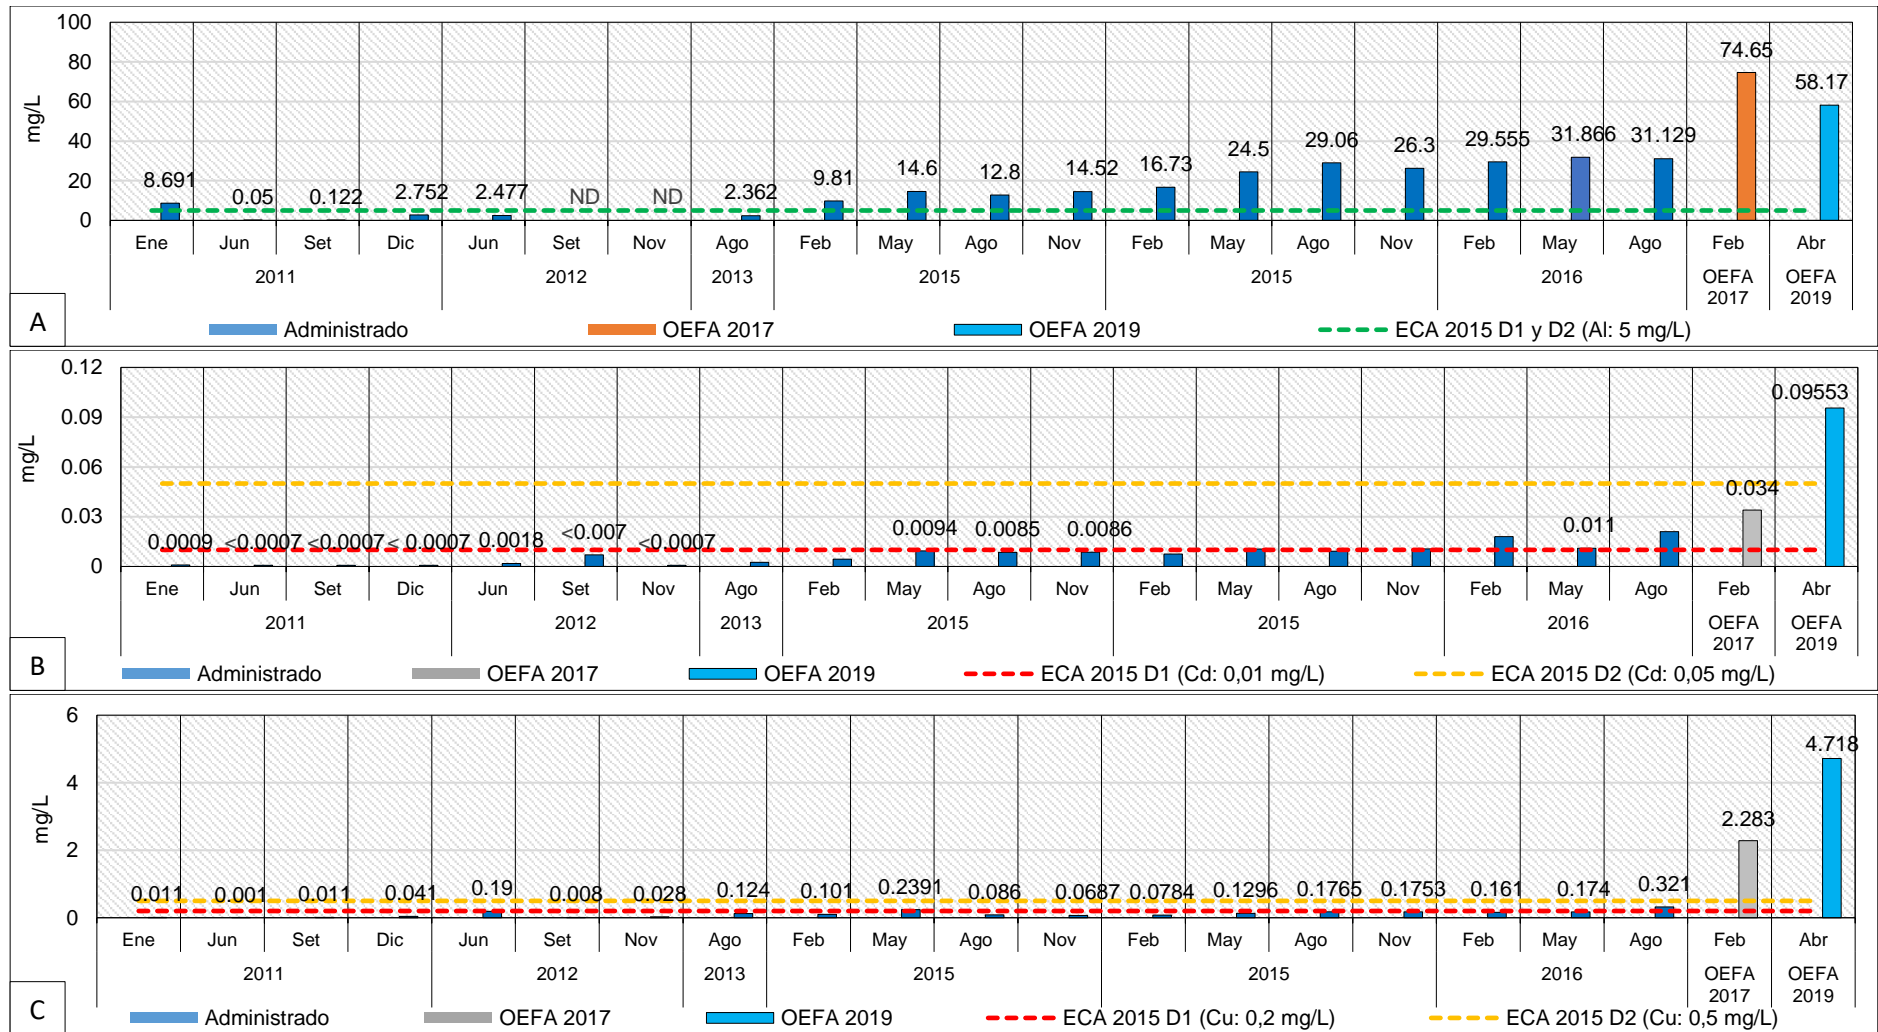 100
80
60
40
20
0
mg/L
8.691 0.05 0.122 2.752 2.477 ND ND 2.362 9.81 14.6 12.8 14.52 16.73 24.5 29.06 26.3 29.555 31.866 31.129 74.65 58.17
Ene Jun Set Dic Jun Set Nov Ago Feb May Ago Nov Feb May Ago Nov Feb May Ago Feb Abr
2011 2012 2013 2015 2015 2016 OEFA 2017 OEFA 2019
A
Administrado OEFA 2017 OEFA 2019 ECA 2015 D1 y D2 (Al: 5 mg/L)
0.12
0.09
0.06
0.03
0
mg/L
0.0009 <0.0007 <0.0007 < 0.0007 0.0018 <0.007 <0.0007 0.0094 0.0085 0.0086 0.011 0.034 0.09553
Ene Jun Set Dic Jun Set Nov Ago Feb May Ago Nov Feb May Ago Nov Feb May Ago Feb Abr
2011 2012 2013 2015 2015 2016 OEFA 2017 OEFA 2019
B
Administrado OEFA 2017 OEFA 2019 ECA 2015 D1 (Cd: 0,01 mg/L) ECA 2015 D2 (Cd: 0,05 mg/L)
6
4
2
0
mg/L
0.011 0.001 0.011 0.041 0.19 0.008 0.028 0.124 0.101 0.2391 0.086 0.0687 0.0784 0.1296 0.1765 0.1753 0.161 0.174 0.321 2.283 4.718
Ene Jun Set Dic Jun Set Nov Ago Feb May Ago Nov Feb May Ago Nov Feb May Ago Feb Abr
2011 2012 2013 2015 2015 2016 OEFA 2017 OEFA 2019
C
Administrado OEFA 2017 OEFA 2019 ECA 2015 D1 (Cu: 0,2 mg/L) ECA 2015 D2 (Cu: 0,5 mg/L)